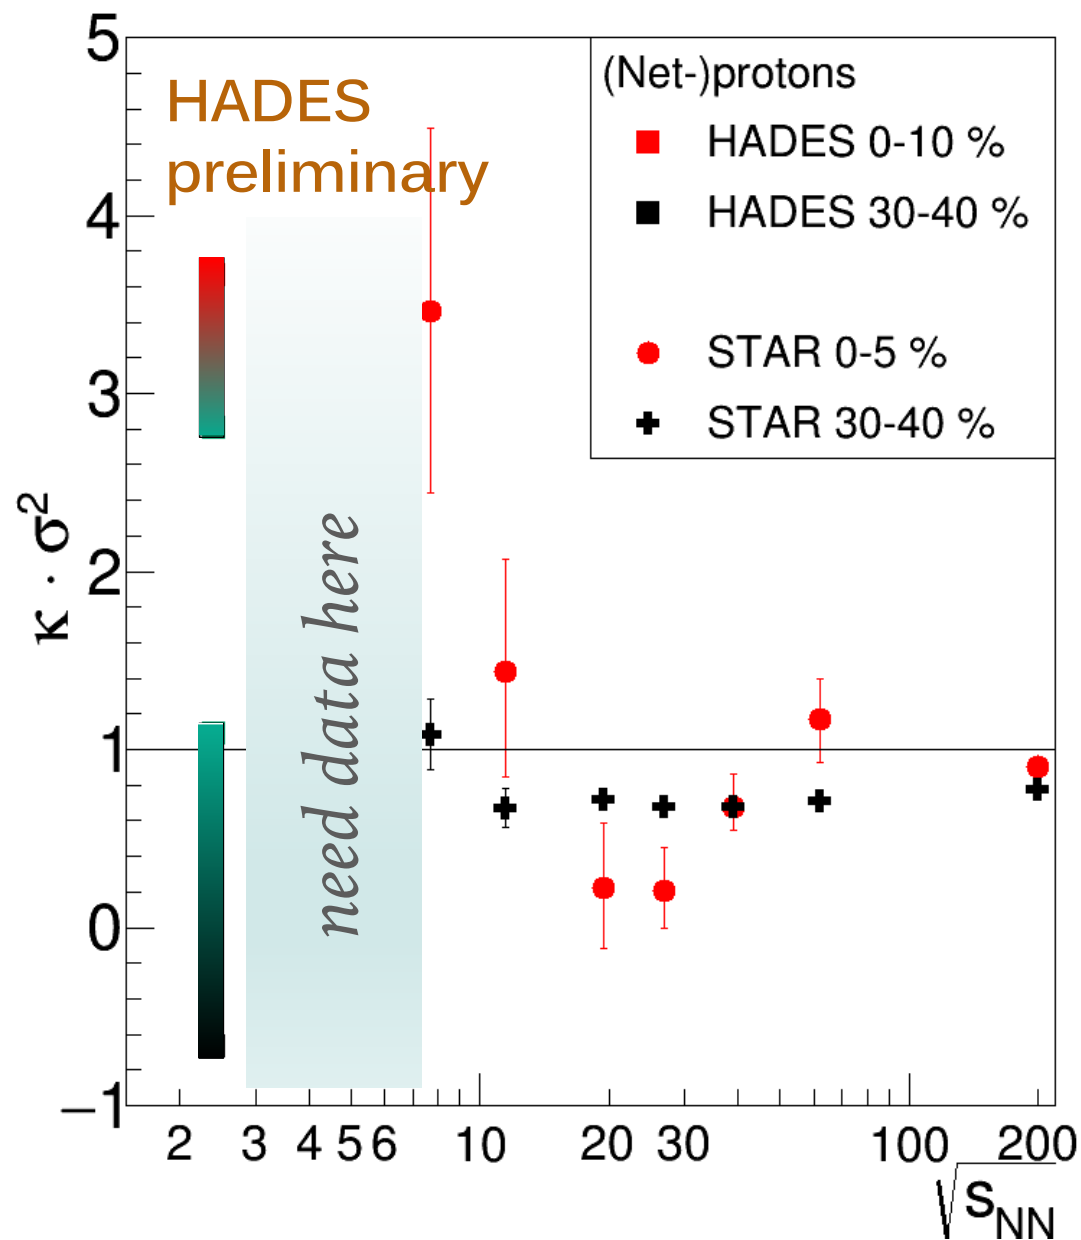 HADES
preliminary
(Net-)protons
HADES 0-10 %
HADES 30-40 %
STAR 0-5 %
STAR 30-40 %
need data here
κ · σ²
5
4
3
2
1
0
−1
2 3 4 5 6 10 20 30 100 200
√s_NN